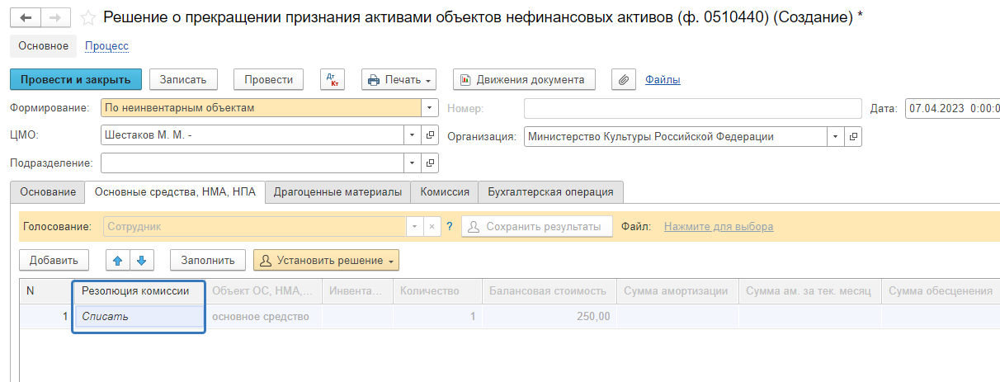 Решение о прекращении признания активами объектов нефинансовых активов (ф. 0510440) (Создание) *
Основное Процесс
Провести и закрыть Записать Провести Дт Кт Печать Движения документа Файлы
Формирование: По неинвентарным объектам Номер: Дата: 07.04.2023 0:00:0
ЦМО: Шестаков М. М. - Организация: Министерство Культуры Российской Федерации
Подразделение:
Основание Основные средства, НМА, НПА Драгоценные материалы Комиссия Бухгалтерская операция
Голосование: Сотрудник × ? Сохранить результаты Файл: Нажмите для выбора
Добавить Заполнить Установить решение
N Резолюция комиссии Объект ОС, НМА,... Инвента... Количество Балансовая стоимость Сумма амортизации Сумма ам. за тек. месяц Сумма обесценения
1 Списать основное средство 1 250,00